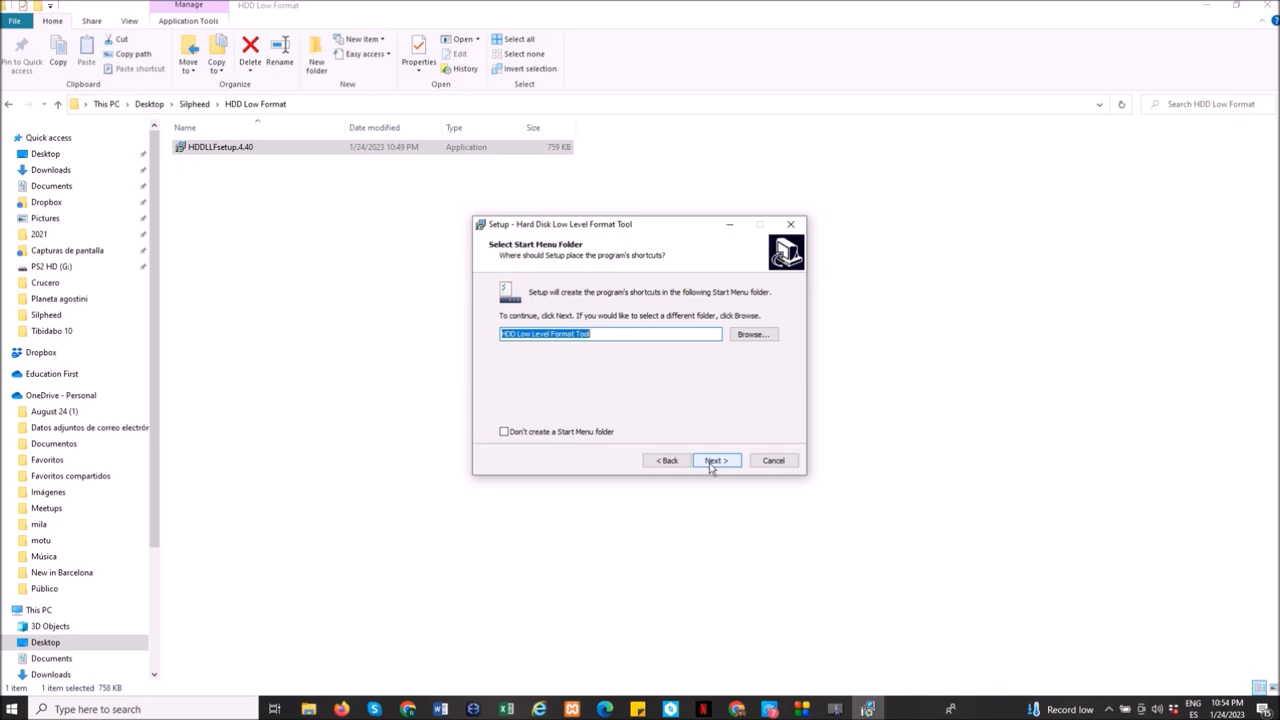 Manage
HDD Low Format
File
Home
Share
View
Application Tools
Pin to Quick access
Copy
Paste
Cut
Copy path
Paste shortcut
Clipboard
Move to
Copy to
Delete
Rename
Organize
New folder
New item
Easy access
New
Properties
Open
Edit
History
Open
Select all
Select none
Invert selection
Select
This PC > Desktop > Silpheed > HDD Low Format
Search HDD Low Format
Name
Date modified
Type
Size
HDDLLFsetup.4.40
1/24/2023 10:49 PM
Application
759 KB
Quick access
Desktop
Downloads
Documents
Dropbox
Pictures
2021
Capturas de pantalla
PS2 HD (G:)
Crucero
Planeta agostini
Silpheed
Tibidabo 10
Dropbox
Education First
OneDrive - Personal
August 24 (1)
Datos adjuntos de correo electrór
Documentos
Favoritos
Favoritos compartidos
Imágenes
Meetups
mila
motu
Música
New in Barcelona
Público
This PC
3D Objects
Desktop
Documents
Downloads
Setup - Hard Disk Low Level Format Tool
Select Start Menu Folder
Where should Setup place the program's shortcuts?
Setup will create the program's shortcuts in the following Start Menu folder.
To continue, click Next. If you would like to select a different folder, click Browse.
HDD Low Level Format Tool
Browse...
Don't create a Start Menu folder
< Back
Next >
Cancel
1 item
1 item selected 758 KB
Type here to search
Record low
ENG
ES
10:54 PM
1/24/2023